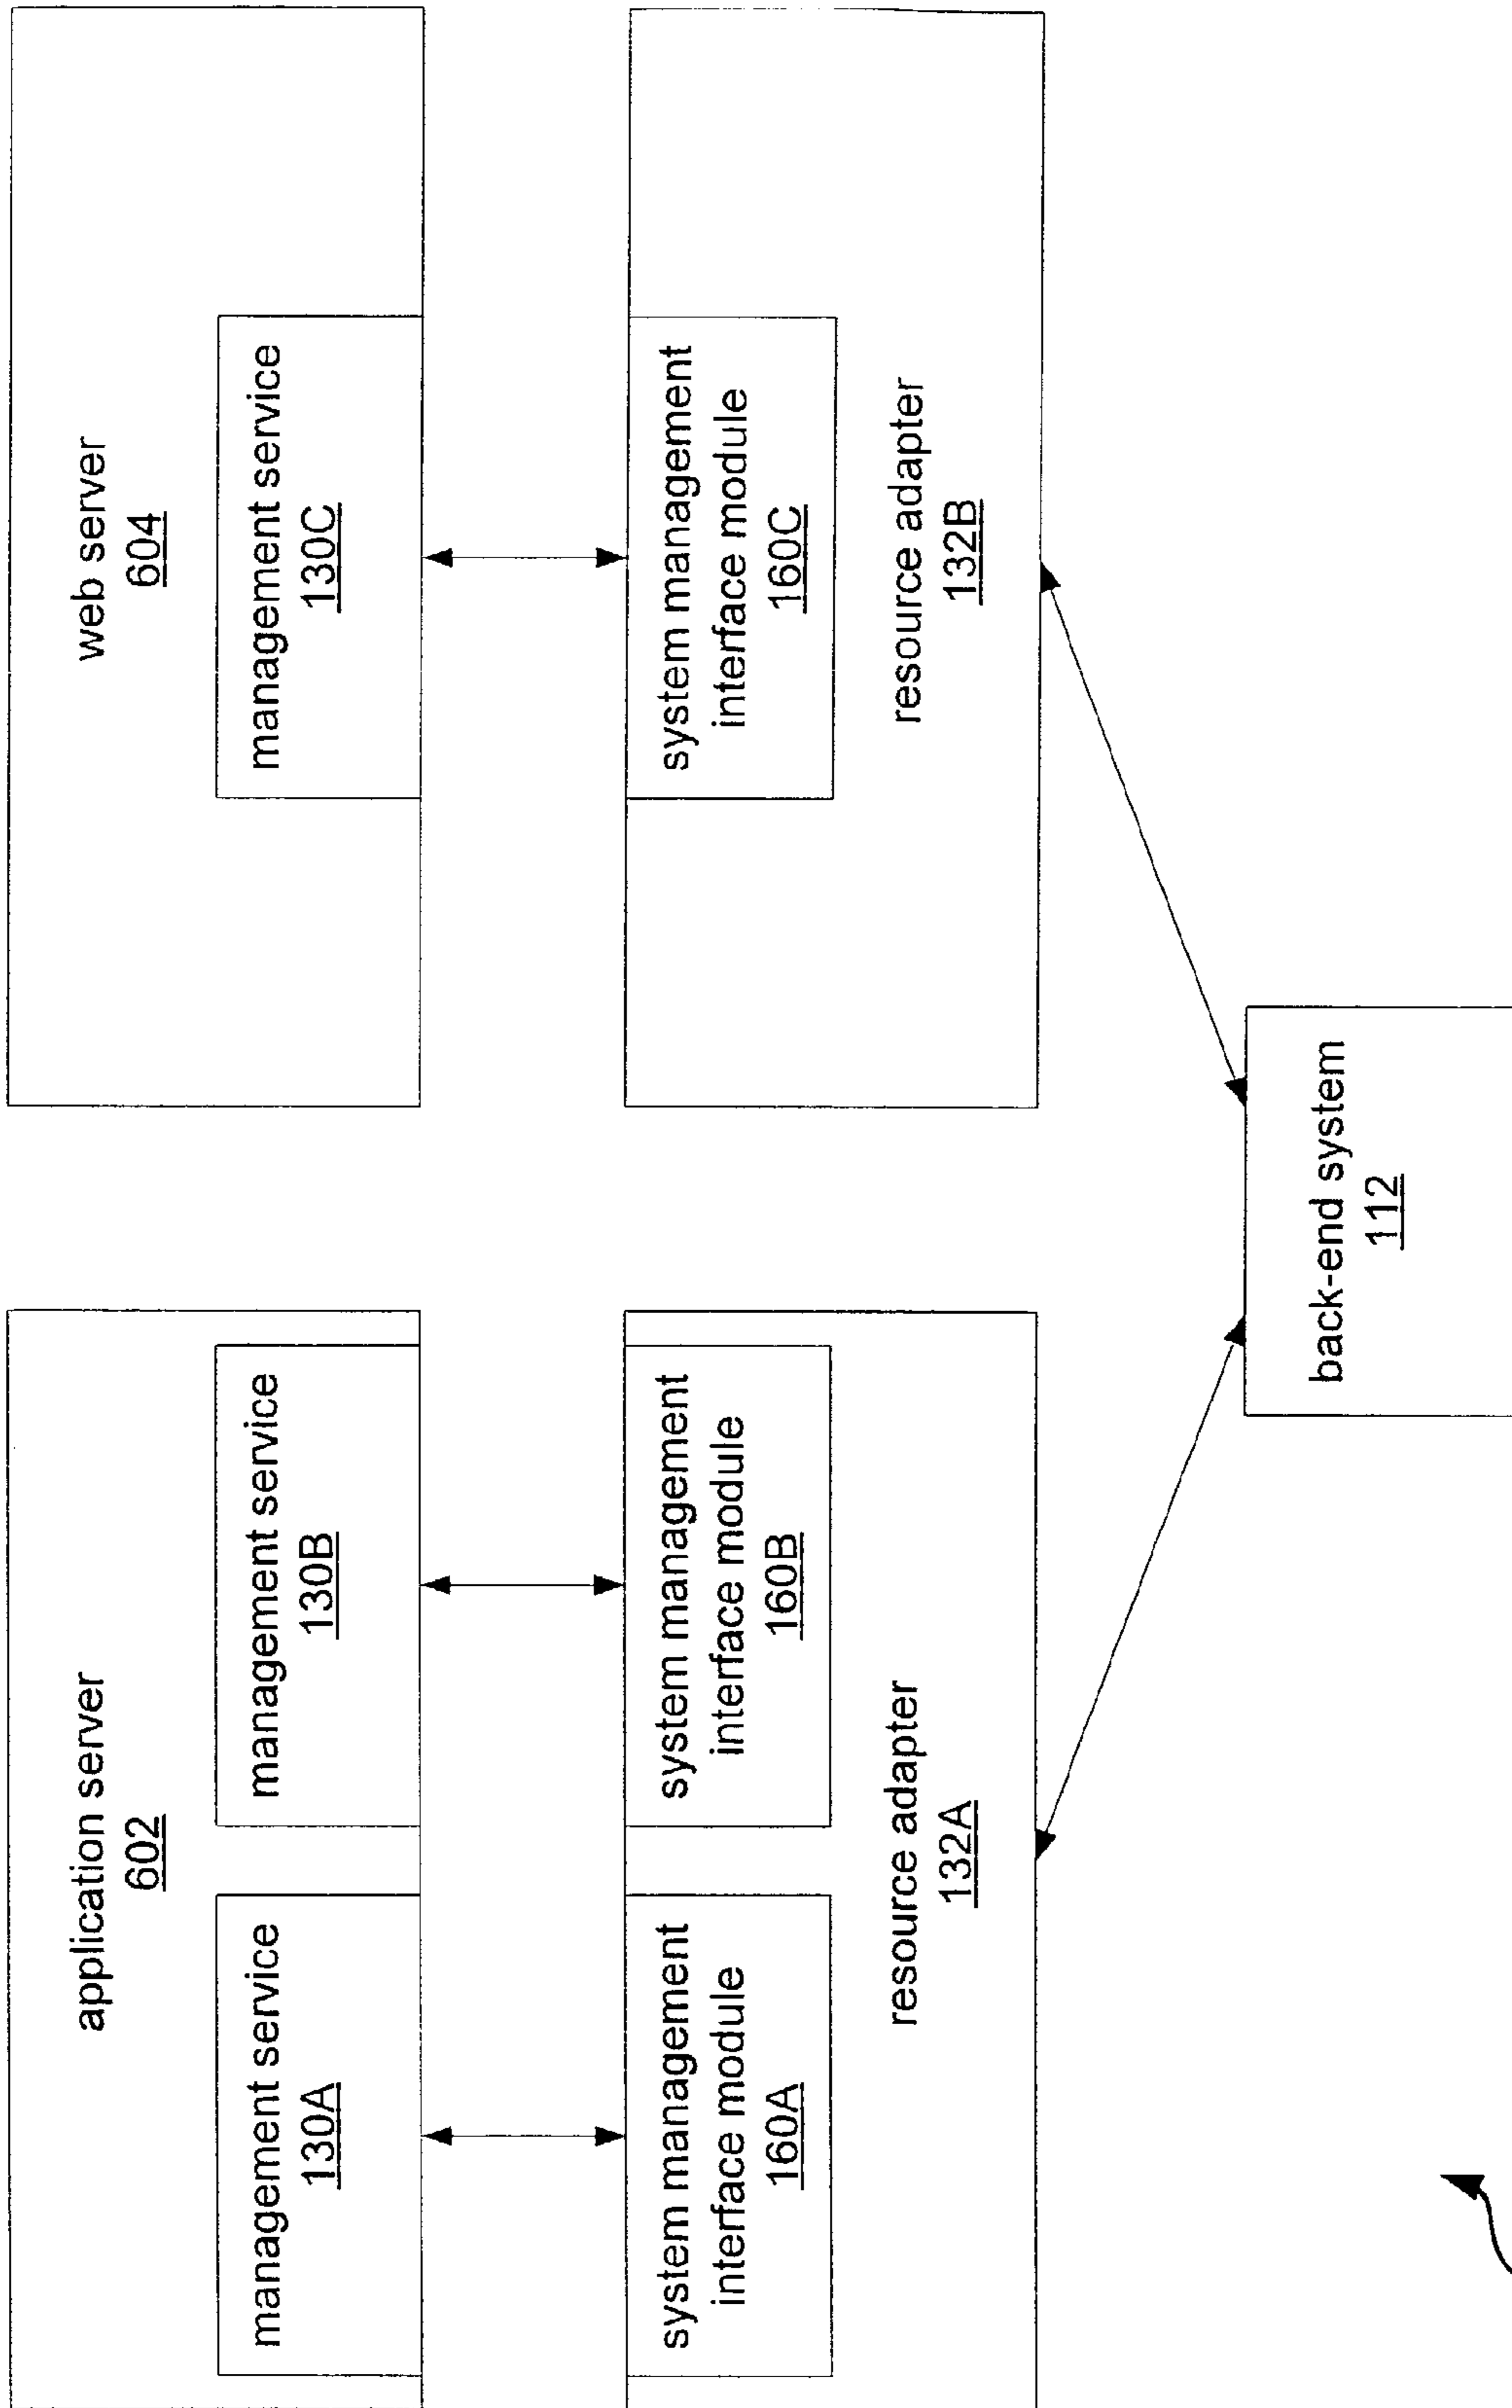 application server
602
management service
130A
management service
130B
system management
interface module
160A
system management
interface module
160B
resource adapter
132A
web server
604
management service
130C
system management
interface module
160C
resource adapter
132B
back-end system
112